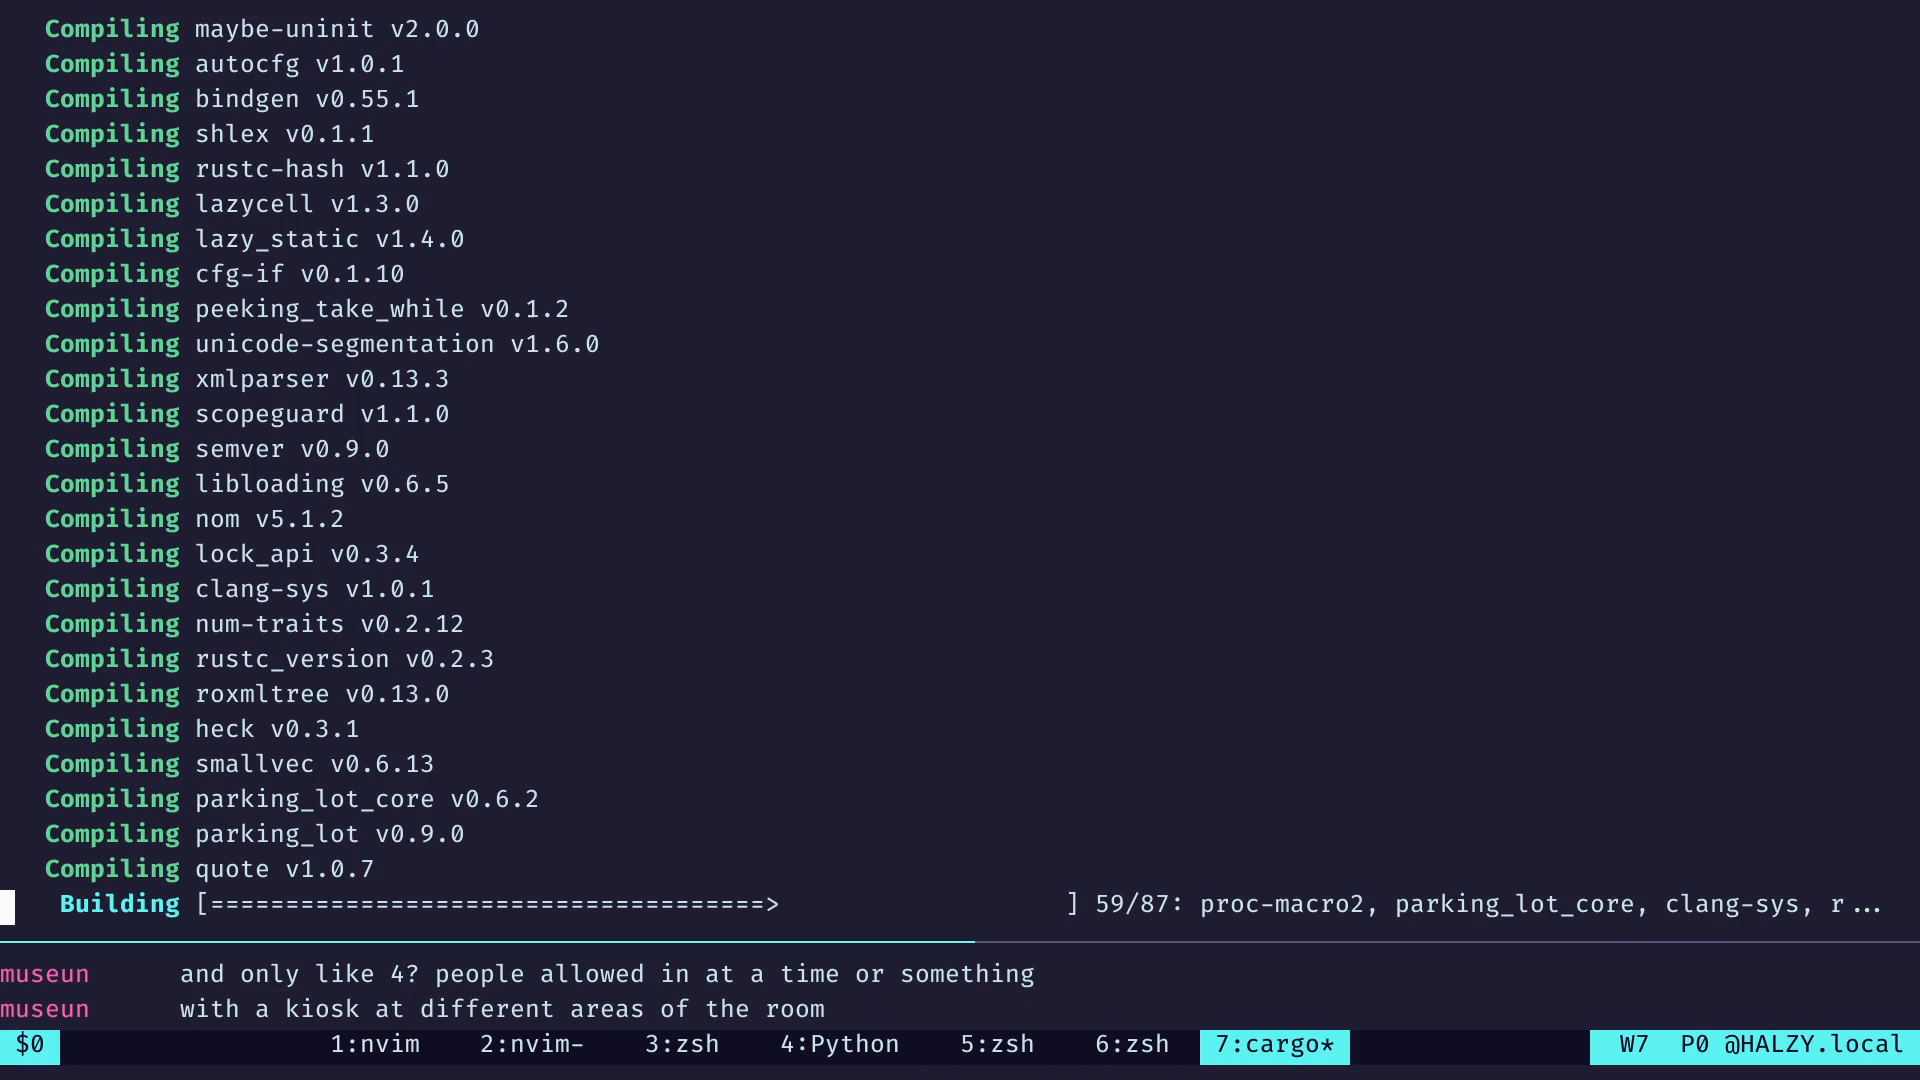 Compiling maybe-uninit v2.0.0
Compiling autocfg v1.0.1
Compiling bindgen v0.55.1
Compiling shlex v0.1.1
Compiling rustc-hash v1.1.0
Compiling lazycell v1.3.0
Compiling lazy_static v1.4.0
Compiling cfg-if v0.1.10
Compiling peeking_take_while v0.1.2
Compiling unicode-segmentation v1.6.0
Compiling xmlparser v0.13.3
Compiling scopeguard v1.1.0
Compiling semver v0.9.0
Compiling libloading v0.6.5
Compiling nom v5.1.2
Compiling lock_api v0.3.4
Compiling clang-sys v1.0.1
Compiling num-traits v0.2.12
Compiling rustc_version v0.2.3
Compiling roxmltree v0.13.0
Compiling heck v0.3.1
Compiling smallvec v0.6.13
Compiling parking_lot_core v0.6.2
Compiling parking_lot v0.9.0
Compiling quote v1.0.7
Building [=====================================>                   ] 59/87: proc-macro2, parking_lot_core, clang-sys, r...
museun and only like 4? people allowed in at a time or something
museun with a kiosk at different areas of the room
$0 1:nvim 2:nvim- 3:zsh 4:Python 5:zsh 6:zsh 7:cargo* W7 P0 @HALZY.local